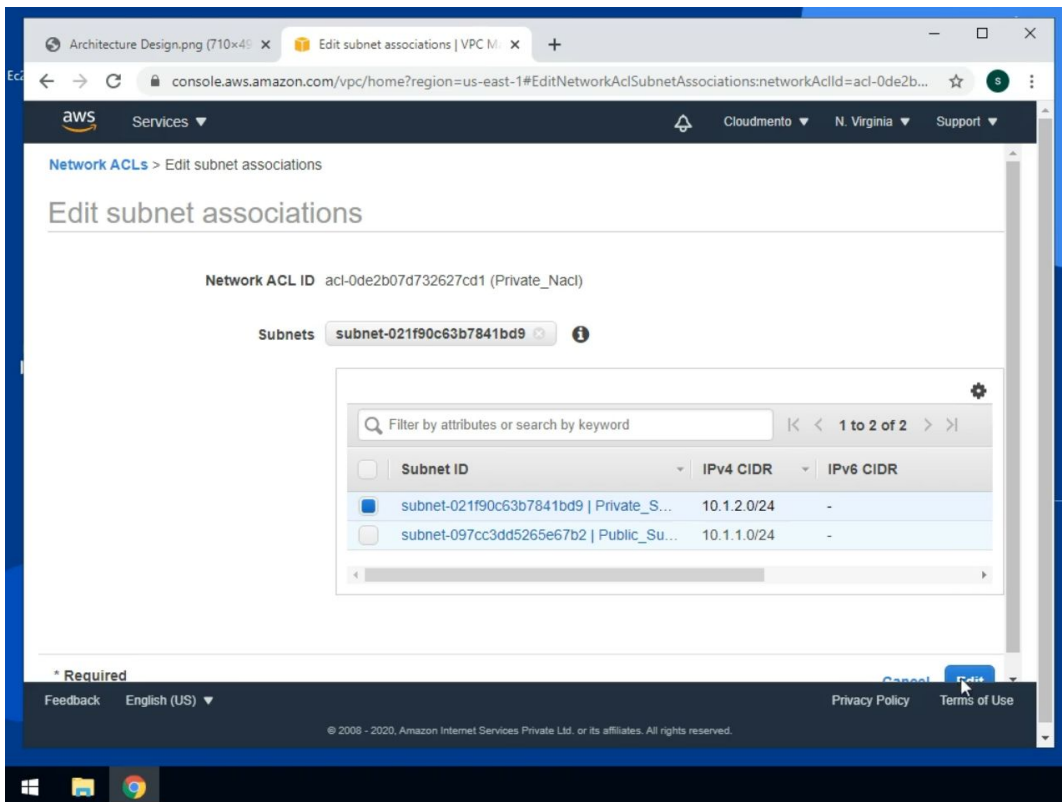 Architecture Design.png (710×49
Edit subnet associations | VPC M
console.aws.amazon.com/vpc/home?region=us-east-1#EditNetworkAclSubnetAssociations:networkAclId=acl-0de2b...
S
aws Services Cloudmento N. Virginia Support
Network ACLs > Edit subnet associations
Edit subnet associations
Network ACL ID acl-0de2b07d732627cd1 (Private_Nacl)
Subnets subnet-021f90c63b7841bd9
Filter by attributes or search by keyword 1 to 2 of 2
Subnet ID IPv4 CIDR IPv6 CIDR
subnet-021f90c63b7841bd9 | Private_S... 10.1.2.0/24 -
subnet-097cc3dd5265e67b2 | Public_Su... 10.1.1.0/24 -
* Required Cancel Edit
Feedback English (US) Privacy Policy Terms of Use
© 2008 - 2020, Amazon Internet Services Private Ltd. or its affiliates. All rights reserved.